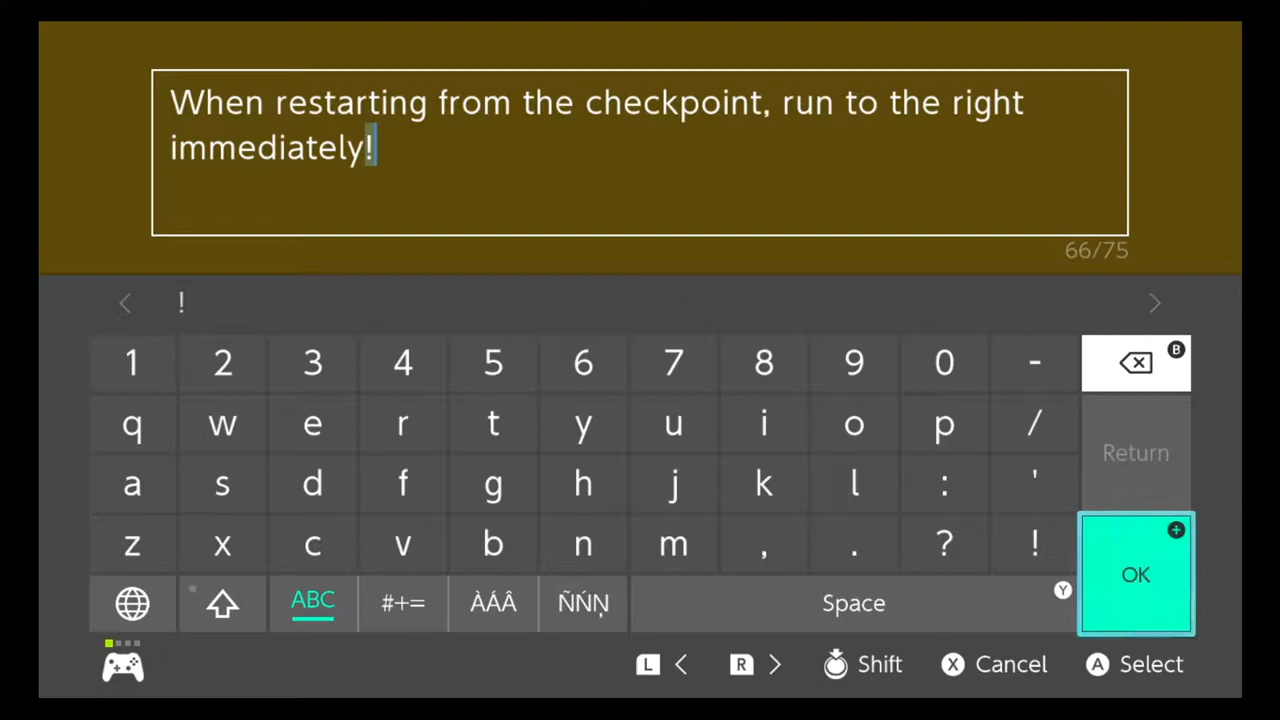 When restarting from the checkpoint, run to the right
immediately!
66/75
!
1 2 3 4 5 6 7 8 9 0 -
B
q w e r t y u i o p /
Return
a s d f g h j k l : '
z x c v b n m , . ? !
+
OK
ABC #+= ÀÁÂ ÑŃŅ Space
Y
L < R > Shift X Cancel A Select